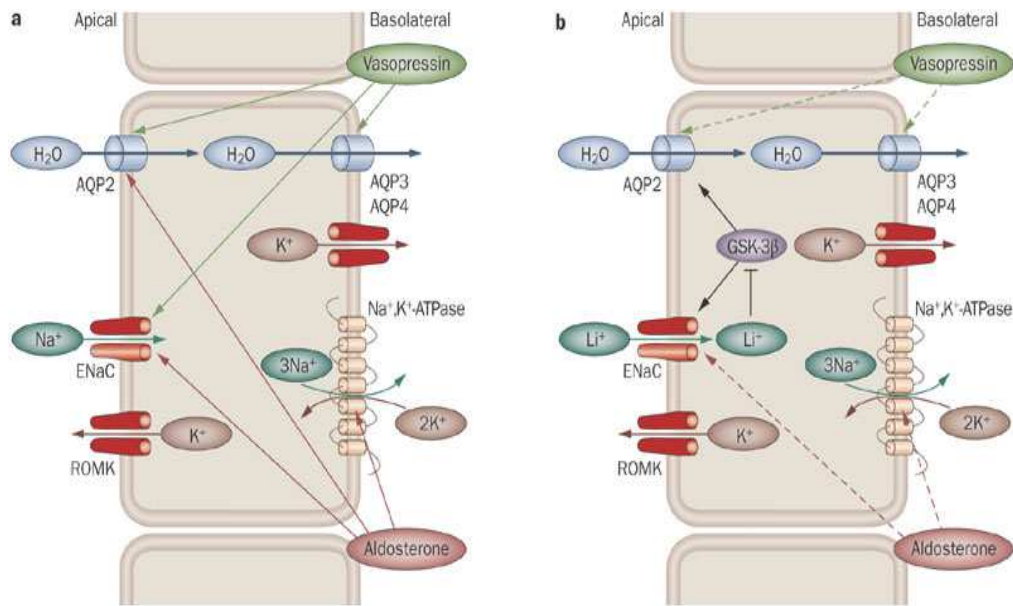 a
Apical
Basolateral
Vasopressin
H₂O
H₂O
AQP2
AQP3
AQP4
K⁺
Na⁺,K⁺-ATPase
Na⁺
ENaC
3Na⁺
2K⁺
K⁺
ROMK
Aldosterone
b
Apical
Basolateral
Vasopressin
H₂O
H₂O
AQP2
AQP3
AQP4
GSK-3β
K⁺
Na⁺,K⁺-ATPase
Li⁺
Li⁺
ENaC
3Na⁺
2K⁺
K⁺
ROMK
Aldosterone